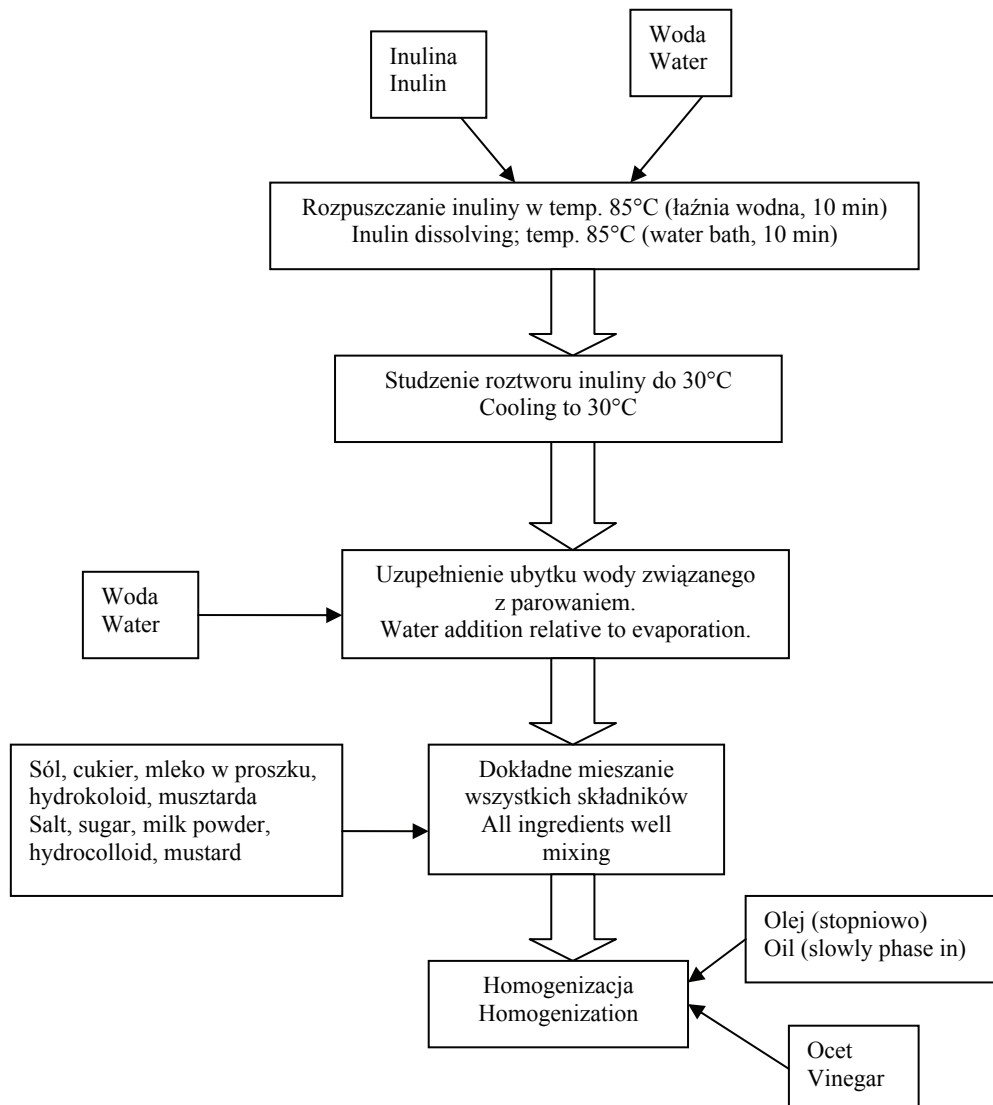 Inulina
Inulin
Woda
Water
Rozpuszczanie inuliny w temp. 85°C (łaźnia wodna, 10 min)
Inulin dissolving; temp. 85°C (water bath, 10 min)
Studzenie roztworu inuliny do 30°C
Cooling to 30°C
Woda
Water
Uzupełnienie ubytku wody związanego
z parowaniem.
Water addition relative to evaporation.
Sól, cukier, mleko w proszku,
hydrokoloid, musztarda
Salt, sugar, milk powder,
hydrocolloid, mustard
Dokładne mieszanie
wszystkich składników
All ingredients well
mixing
Olej (stopniowo)
Oil (slowly phase in)
Homogenizacja
Homogenization
Ocet
Vinegar